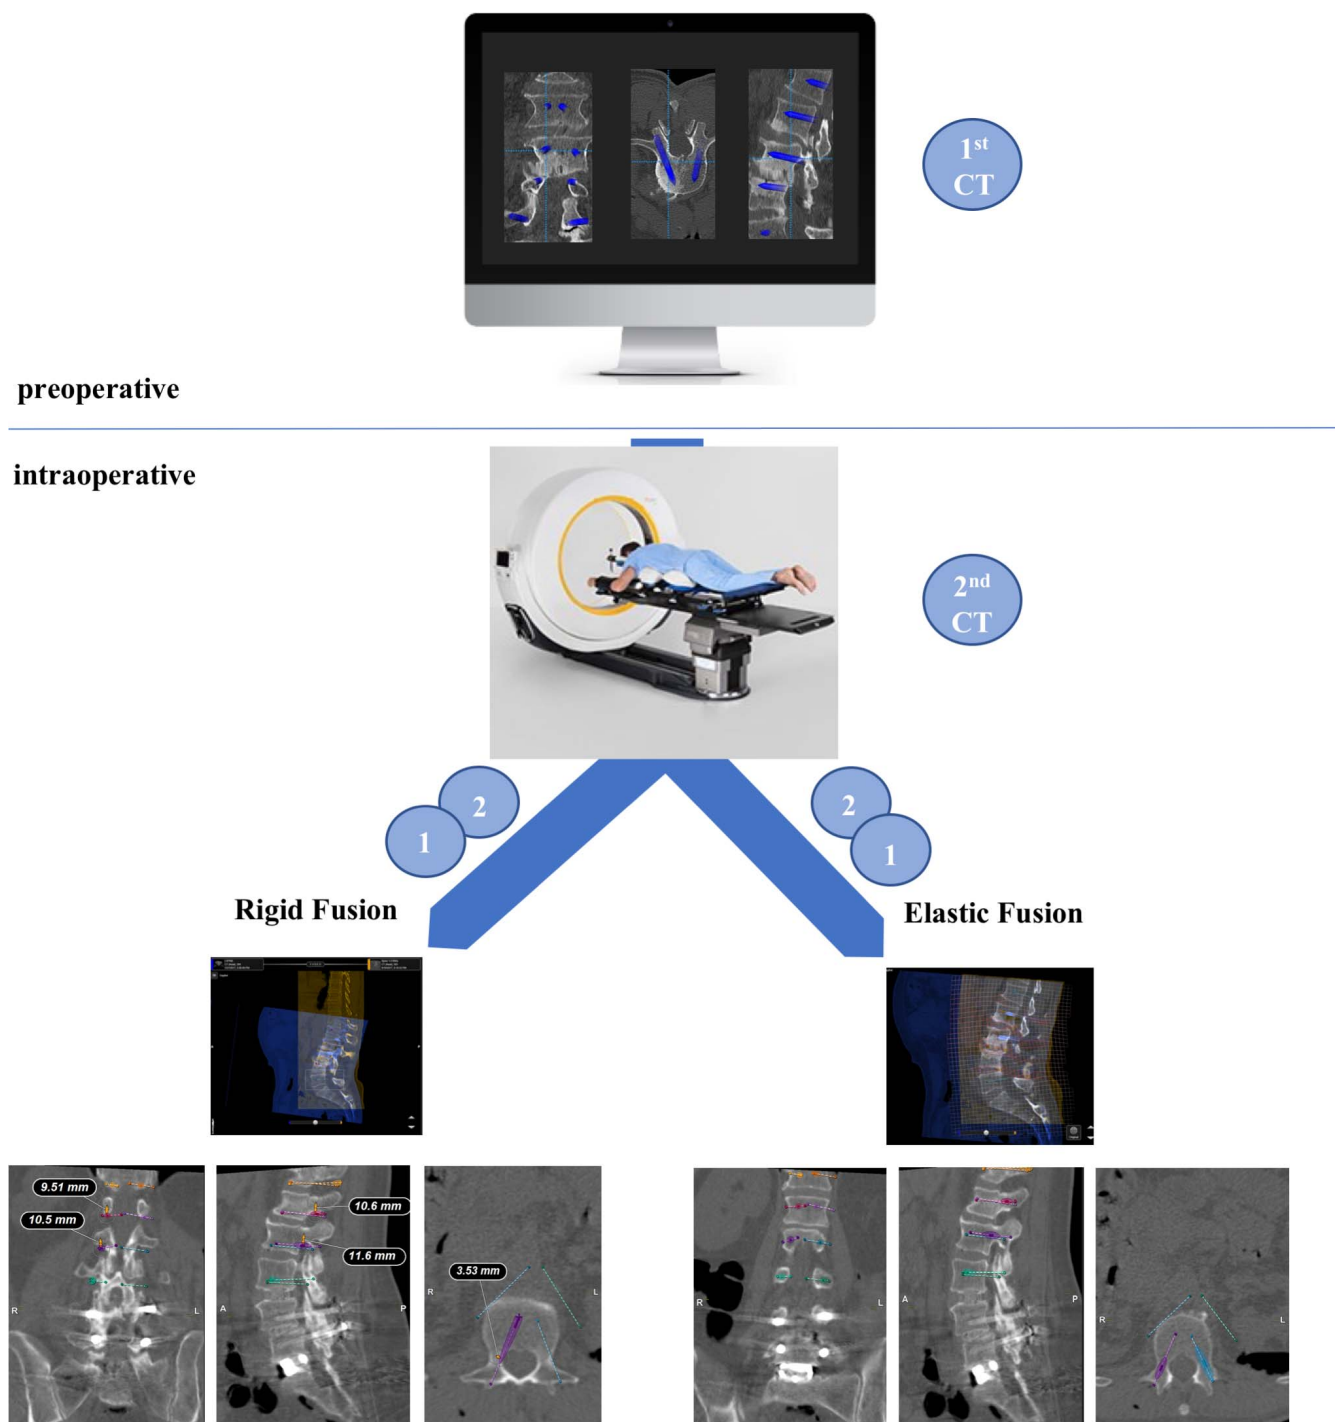 1st
CT
preoperative
intraoperative
2nd
CT
2
1
2
1
Rigid Fusion
Elastic Fusion
9.51 mm
10.5 mm
R
L
10.6 mm
11.6 mm
A
P
3.53 mm
R
L
R
L
A
P
R
L